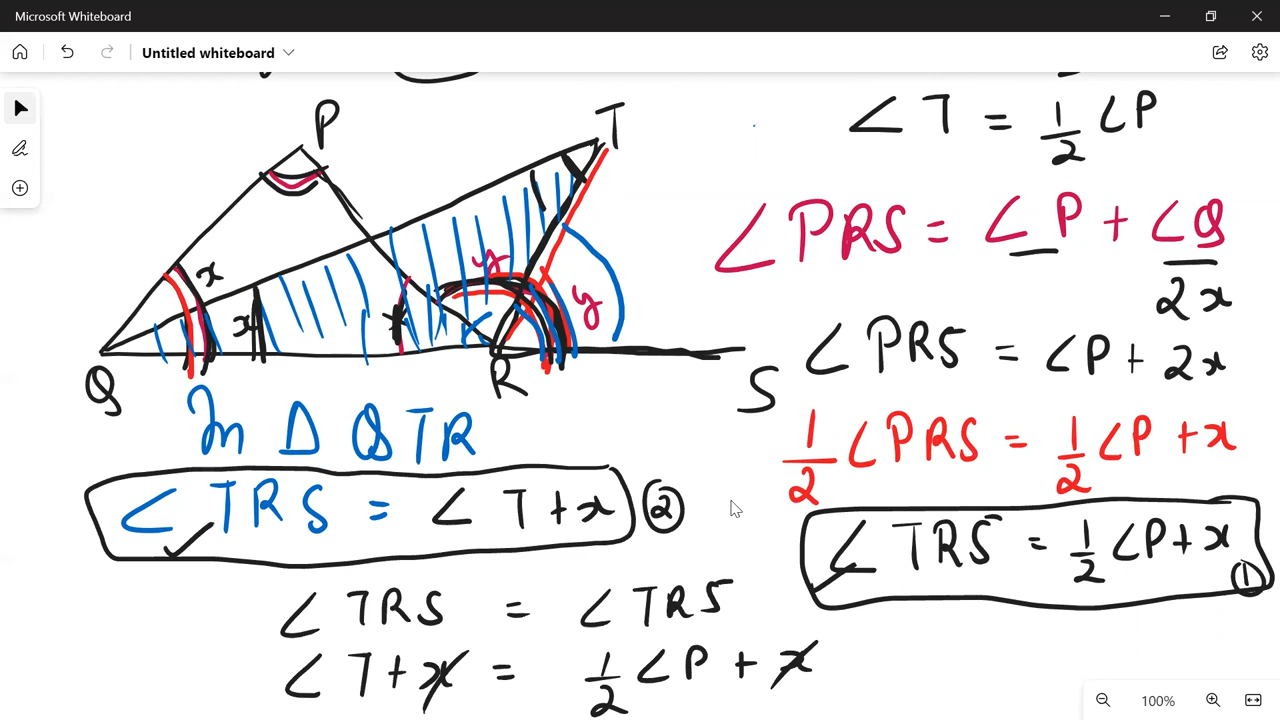 Microsoft Whiteboard
Untitled whiteboard
P
T
x
x
y
y
Q
R
S
In Δ QTR
∠TRS = ∠T + x ②
∠TRS = ∠TRS
∠T + x = 1/2 ∠P + x
∠T = 1/2 ∠P
∠PRS = ∠P + ∠Q
2x
∠PRS = ∠P + 2x
1/2 ∠PRS = 1/2 ∠P + x
∠TRS = 1/2 ∠P + x ①
100%